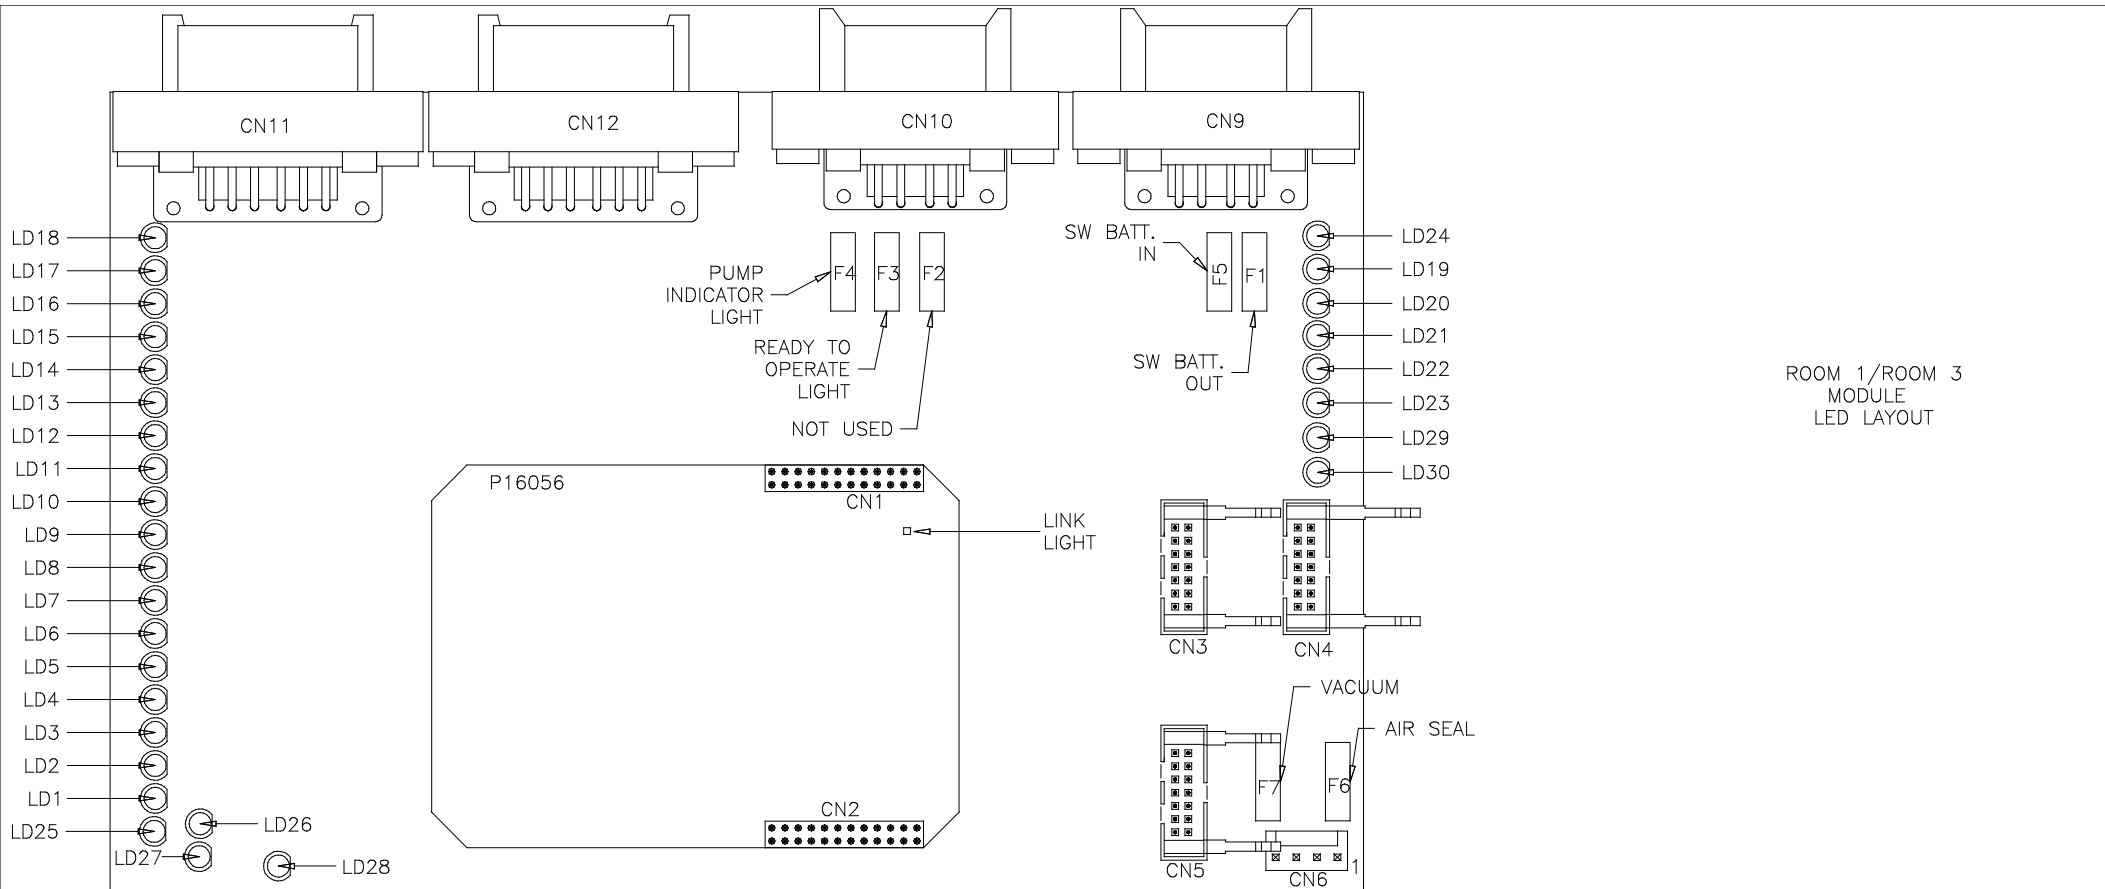 CN11
CN12
CN10
CN9
LD18
LD17
LD16
LD15
LD14
LD13
LD12
LD11
LD10
LD9
LD8
LD7
LD6
LD5
LD4
LD3
LD2
LD1
LD25
LD26
LD27
LD28
PUMP
INDICATOR
LIGHT
F4
F3
F2
READY TO
OPERATE
LIGHT
NOT USED
SW BATT.
IN
F5
F1
SW BATT.
OUT
LD24
LD19
LD20
LD21
LD22
LD23
LD29
LD30
P16056
CN1
LINK
LIGHT
CN2
CN3
CN4
VACUUM
AIR SEAL
F7
F6
CN5
CN6
1
ROOM 1/ROOM 3
MODULE
LED LAYOUT